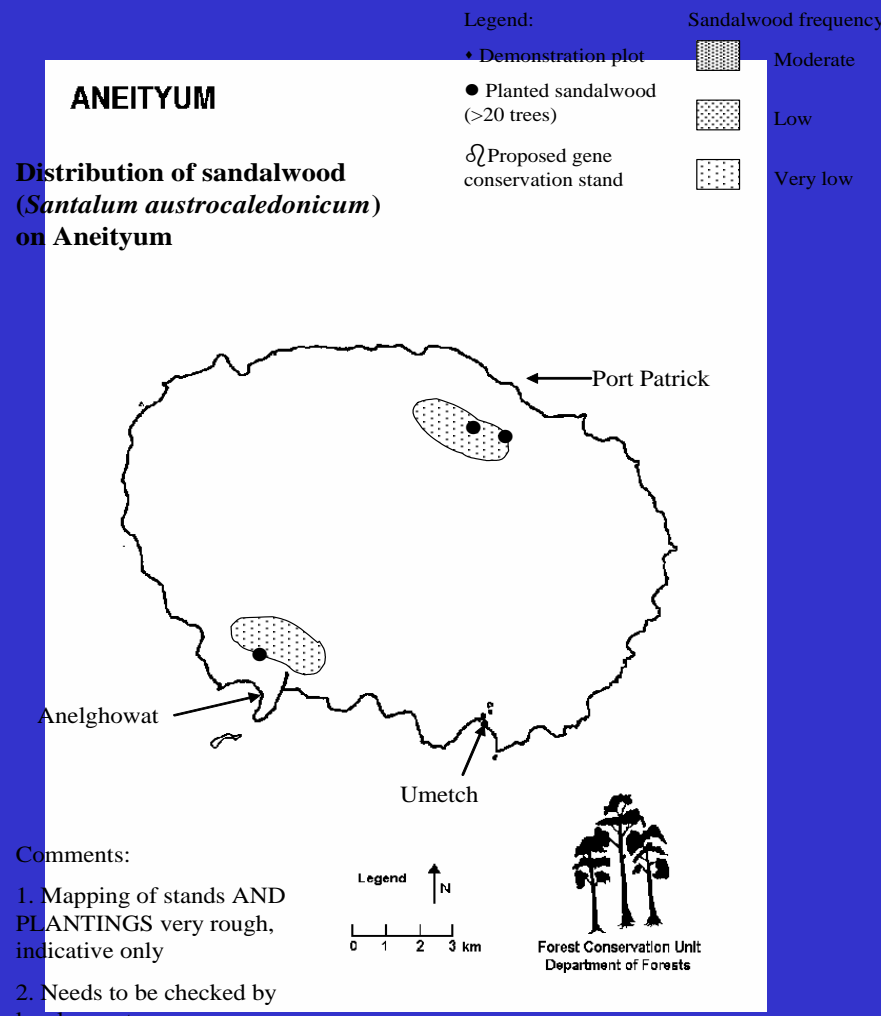 Legend:
Sandalwood frequency
Demonstration plot
Moderate
ANEITYUM
Planted sandalwood
(>20 trees)
Low
Proposed gene
conservation stand
Very low
Distribution of sandalwood
(Santalum austrocaledonicum)
on Aneityum
Port Patrick
Anelghowat
Umetch
Comments:
1. Mapping of stands AND
PLANTINGS very rough,
indicative only
2. Needs to be checked by
Legend
N
0 1 2 3 km
Forest Conservation Unit
Department of Forests